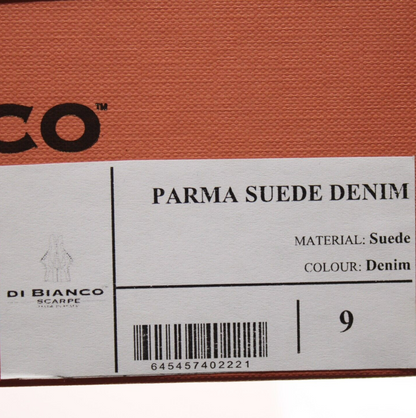 CO™
PARMA SUEDE DENIM
MATERIAL: Suede
COLOUR: Denim
DI BIANCO
SCARPE
9
645457402221